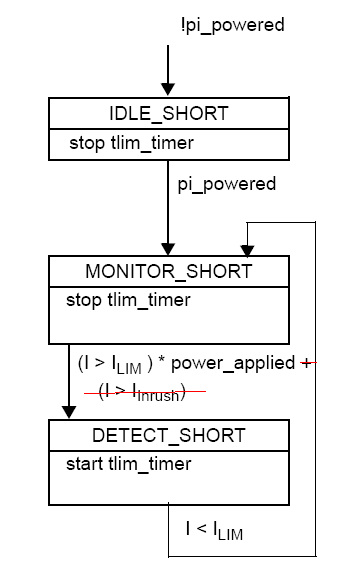 !pi_powered
IDLE_SHORT
stop tlim_timer
pi_powered
MONITOR_SHORT
stop tlim_timer
(I > ILIM ) * power_applied +
(I > IInrush)
DETECT_SHORT
start tlim_timer
I < ILIM